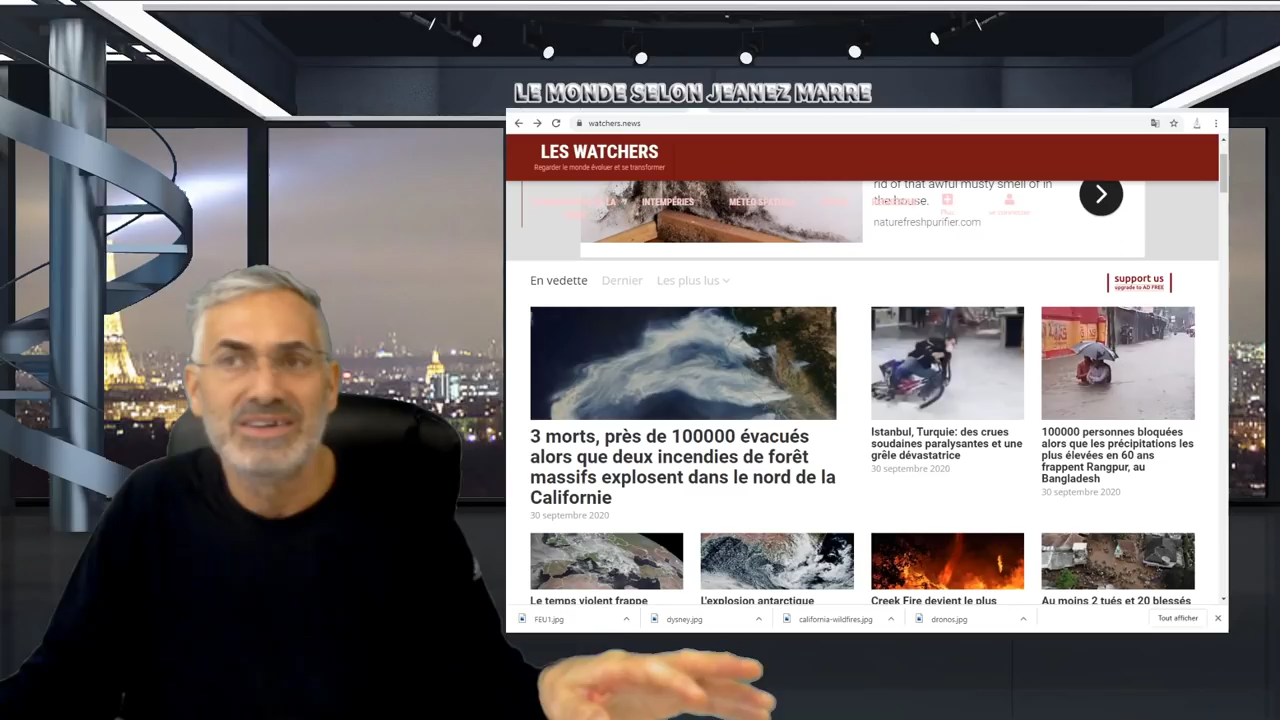 LE MONDE SELON JEANEZ MARRE
watchers.news
LES WATCHERS
Regarder le monde évoluer et se transformer
rid of that awful musty smell of in
the house.
INTEMPÉRIES
naturefreshpurifier.com
En vedette
Dernier
Les plus lus
support us
upgrade to AD FREE
3 morts, près de 100000 évacués
alors que deux incendies de forêt
massifs explosent dans le nord de la
Californie
30 septembre 2020
Istanbul, Turquie: des crues
soudaines paralysantes et une
grêle dévastatrice
30 septembre 2020
100000 personnes bloquées
alors que les précipitations les
plus élevées en 60 ans
frappent Rangpur, au
Bangladesh
30 septembre 2020
Le temps violent frappe
L'explosion antarctique
Creek Fire devient le plus
Au moins 2 tués et 20 blessés
FEU1.jpg
dysney.jpg
california-wildfires.jpg
dronos.jpg
Tout afficher